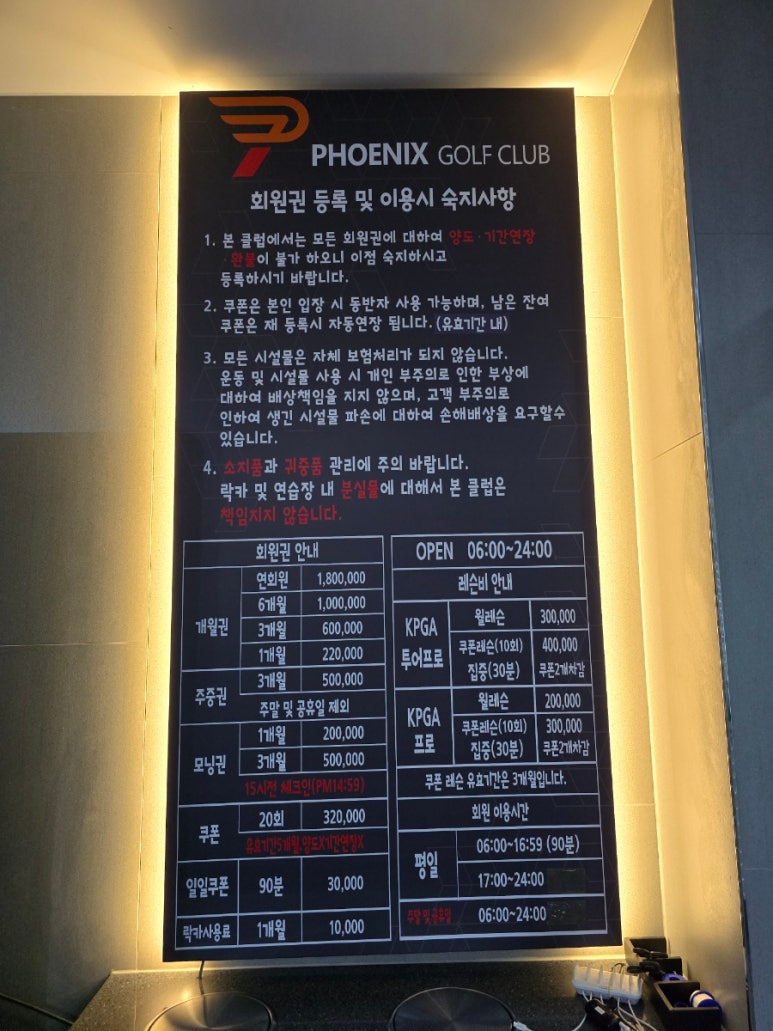 PHOENIX GOLF CLUB
회원권 등록 및 이용시 숙지사항
1. 본 클럽에서는 모든 회원권에 대하여 양도·기간연장
·환불이 불가 하오니 이점 숙지하시고
등록하시기 바랍니다.
2. 쿠폰은 본인 입장 시 동반자 사용 가능하며, 남은 잔여
쿠폰은 재 등록시 자동연장 됩니다. (유효기간 내)
3. 모든 시설물은 자체 보험처리가 되지 않습니다.
운동 및 시설물 사용 시 개인 부주의로 인한 부상에
대하여 배상책임을 지지 않으며, 고객 부주의로
인하여 생긴 시설물 파손에 대하여 손해배상을 요구할수
있습니다.
4. 소지품과 귀중품 관리에 주의 바랍니다.
락카 및 연습장 내 분실물에 대해서 본 클럽은
책임지지 않습니다.
회원권 안내
개월권
연회원 1,800,000
6개월 1,000,000
3개월 600,000
1개월 220,000
주중권
3개월 500,000
주말 및 공휴일 제외
모닝권
1개월 200,000
3개월 500,000
15시전 체크인(PM14:59)
쿠폰
20회 320,000
유효기간5개월,양도X기간연장X
일일쿠폰 90분 30,000
락카사용료 1개월 10,000
OPEN 06:00~24:00
레슨비 안내
KPGA
투어프로
월레슨 300,000
쿠폰레슨(10회) 400,000
집중(30분) 쿠폰2개차감
KPGA
프로
월레슨 200,000
쿠폰레슨(10회) 300,000
집중(30분) 쿠폰2개차감
쿠폰 레슨 유효기간은 3개월입니다.
회원 이용시간
평일
06:00~16:59 (90분)
17:00~24:00
주말 및 공휴일 06:00~24:00